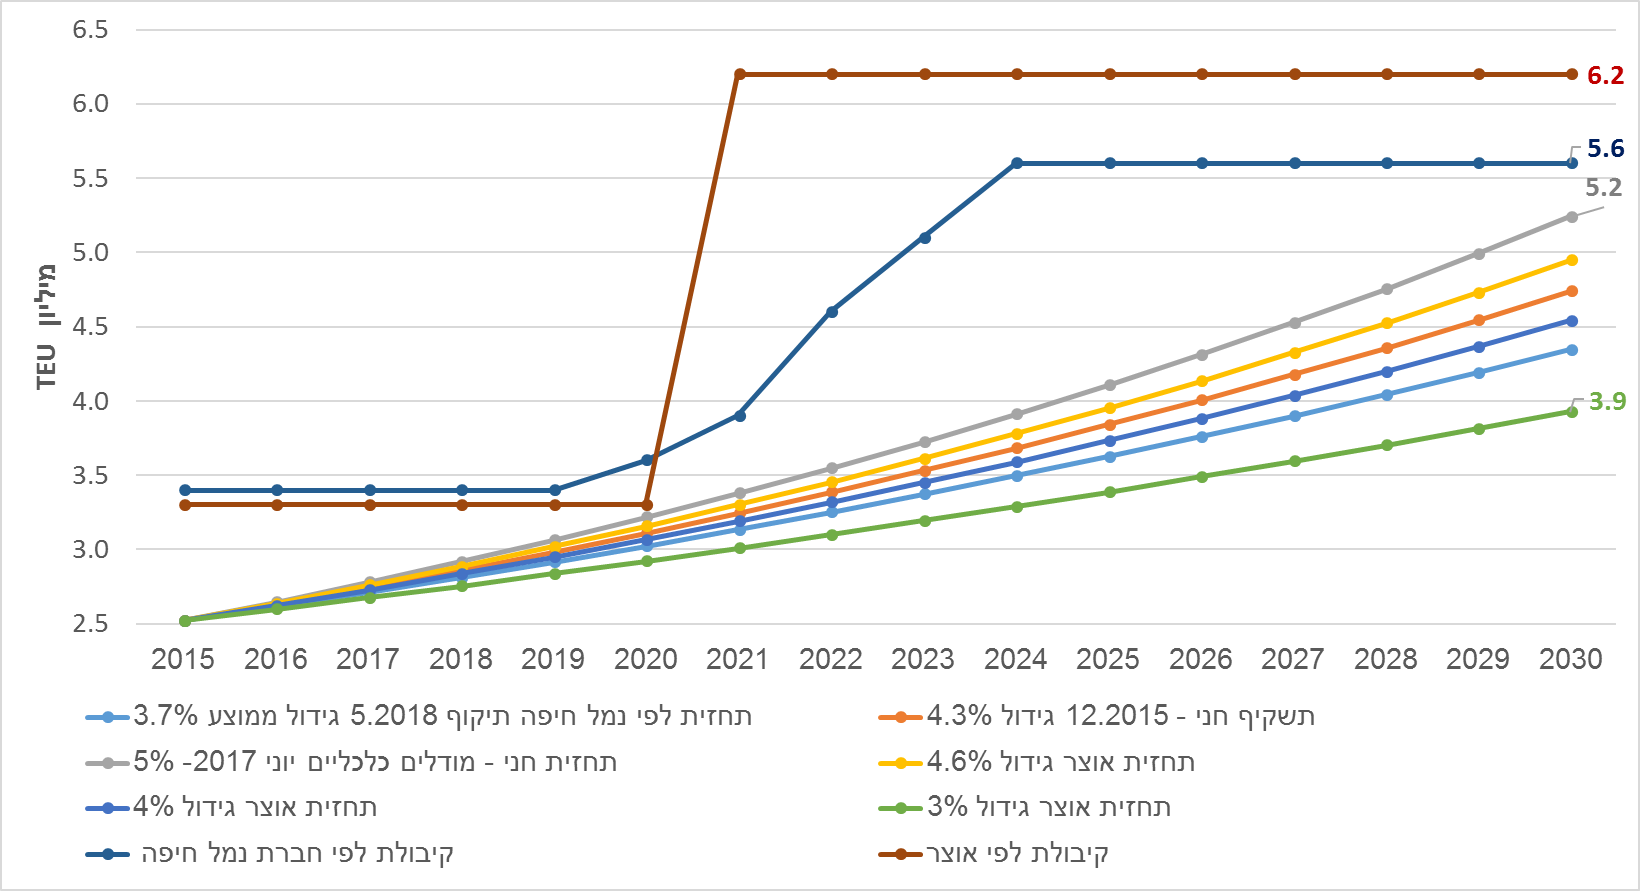 6.5
6.0
5.5
5.0
4.5
4.0
3.5
3.0
2.5
מיליון TEU
6.2
5.6
5.2
3.9
2015 2016 2017 2018 2019 2020 2021 2022 2023 2024 2025 2026 2027 2028 2029 2030
תחזית לפי נמל חיפה תיקוף 5.2018 גידול ממוצע 3.7%
תשקיף חני - 12.2015 גידול 4.3%
תחזית חני - מודלים כלכליים יוני 2017- 5%
תחזית אוצר גידול 4.6%
תחזית אוצר גידול 4%
תחזית אוצר גידול 3%
קיבולת לפי חברת נמל חיפה
קיבולת לפי אוצר